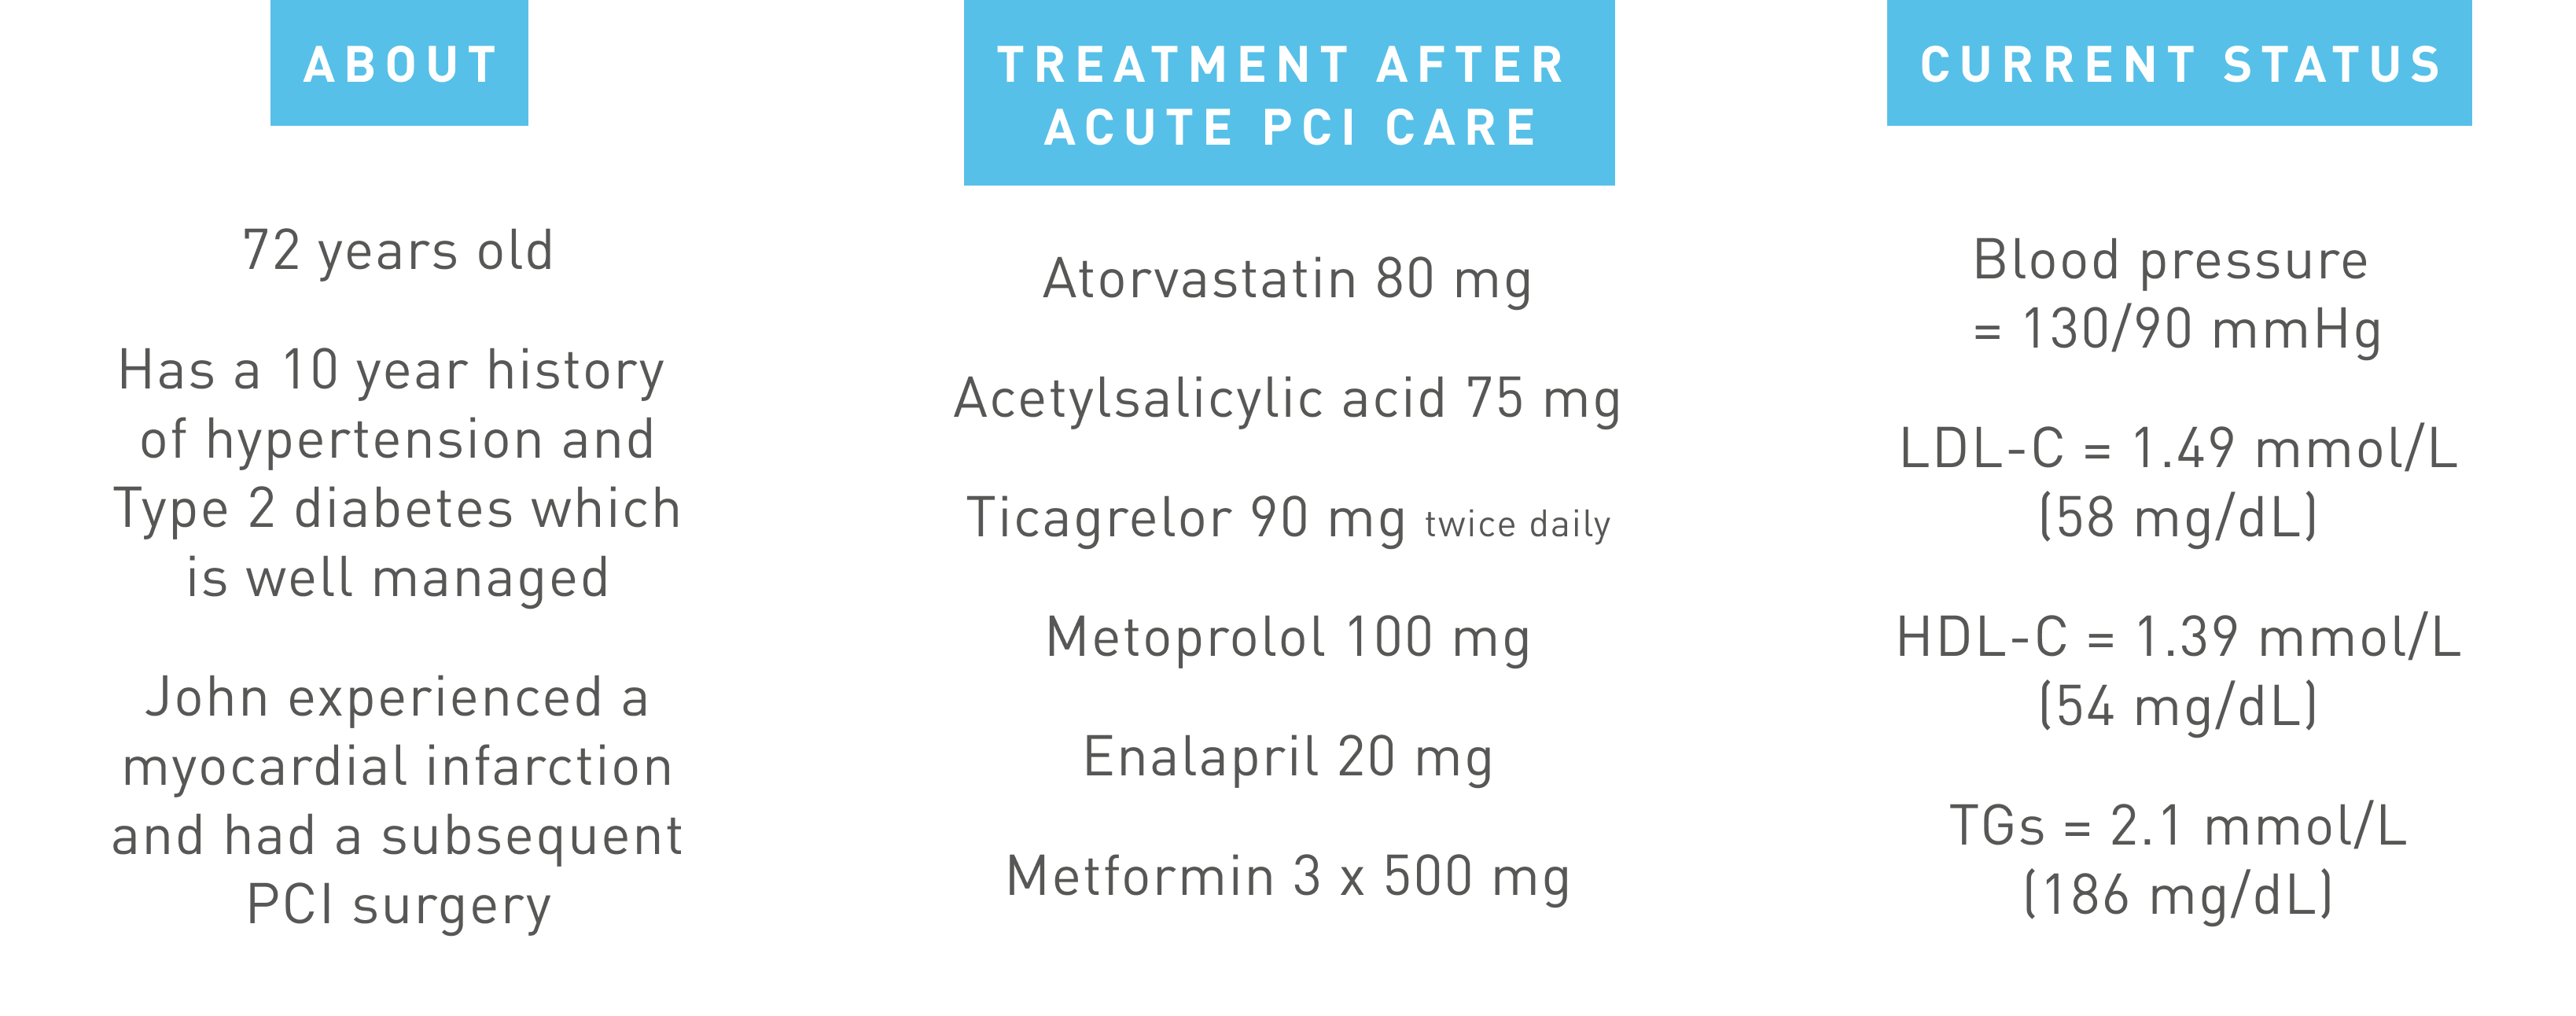 ABOUT
72 years old
Has a 10 year history
of hypertension and
Type 2 diabetes which
is well managed
John experienced a
myocardial infarction
and had a subsequent
PCI surgery
TREATMENT AFTER
ACUTE PCI CARE
Atorvastatin 80 mg
Acetylsalicylic acid 75 mg
Ticagrelor 90 mg twice daily
Metoprolol 100 mg
Enalapril 20 mg
Metformin 3 x 500 mg
CURRENT STATUS
Blood pressure
= 130/90 mmHg
LDL-C = 1.49 mmol/L
(58 mg/dL)
HDL-C = 1.39 mmol/L
(54 mg/dL)
TGs = 2.1 mmol/L
(186 mg/dL)